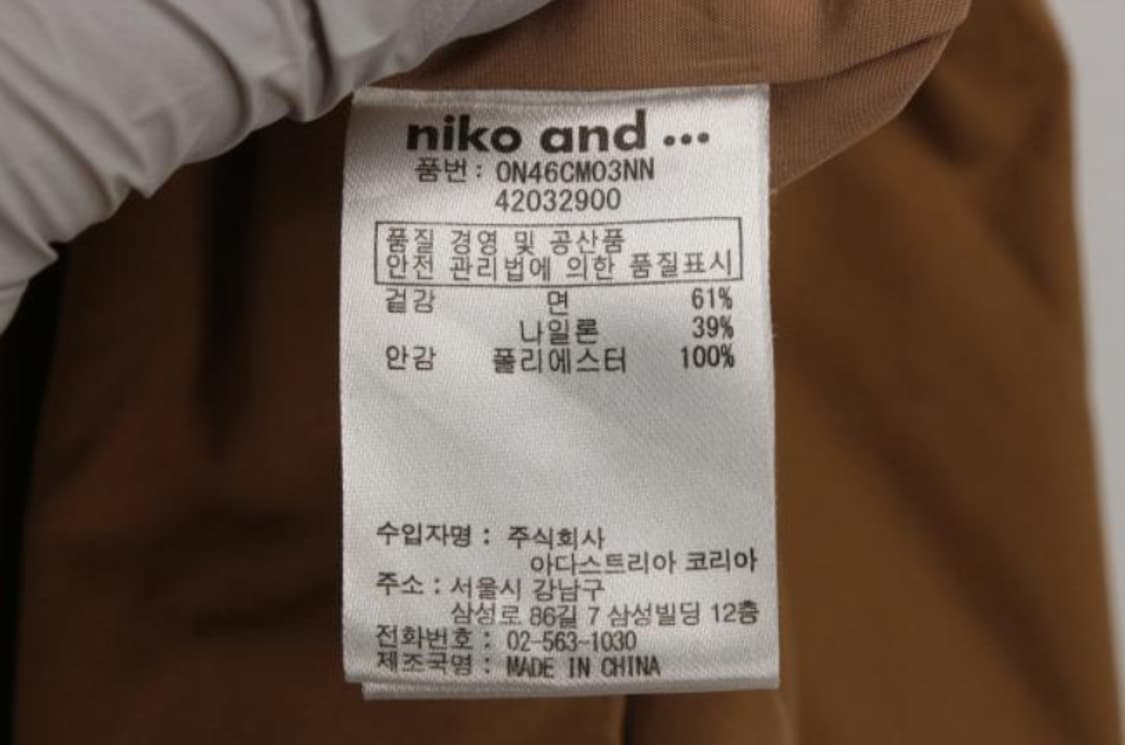 niko and ...
품번 : ON46CMO3NN
42032900
품질 경영 및 공산품
안전 관리법에 의한 품질표시
겉감 면 61%
나일론 39%
안감 폴리에스터 100%
수입자명 : 주식회사
아다스트리아 코리아
주소 : 서울시 강남구
삼성로 86길 7 삼성빌딩 12층
전화번호 : 02-563-1030
제조국명 : MADE IN CHINA